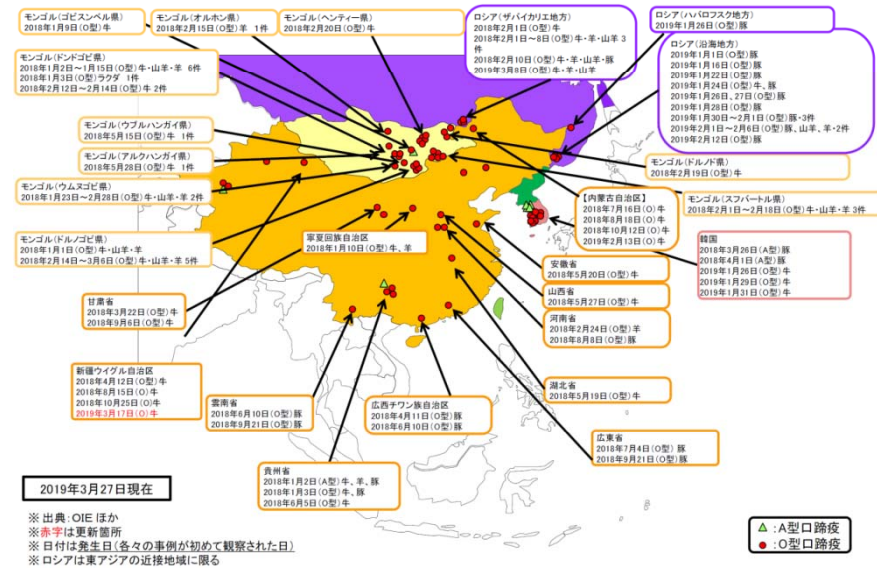 モンゴル(ゴビスンベル県)
2018年1月9日(O型)牛
モンゴル(オルホン県)
2018年2月15日(O型)羊 1件
モンゴル(ヘンティー県)
2018年2月20日(O型)牛
ロシア(ザバイカリエ地方)
2018年2月1日(O型)牛
2018年2月1日~8日(O型)牛・羊・山羊 3
件
2018年2月10日(O型)牛・羊・山羊・豚
2019年3月8日(O型)牛・羊・山羊
ロシア(ハバロフスク地方)
2019年1月26日(O型)豚
ロシア(沿海地方)
2019年1月1日(O型)豚
2019年1月16日(O型)豚
2019年1月22日(O型)豚
2019年1月24日(O型)牛、豚
2019年1月26日、27日(O型)豚
2019年1月28日(O型)豚
2019年1月30日~2月1日(O型)豚・3件
2019年2月1日~2月6日(O型)豚、山羊、羊・2件
2019年2月12日(O型)豚
モンゴル(ドンドゴビ県)
2018年1月2日~1月15日(O型)牛・山羊・羊 6件
2018年1月3日(O型)ラクダ 1件
2018年2月12日~2月14日(O型)牛 2件
モンゴル(ウブルハンガイ県)
2018年5月15日(O型)牛 1件
モンゴル(アルクハンガイ県)
2018年5月28日(O型)牛 1件
モンゴル(ウムヌゴビ県)
2018年1月23日~2月28日(O型)牛・山羊・羊 2件
モンゴル(ドルノゴビ県)
2018年1月1日(O型)牛・山羊・羊
2018年2月14日~3月6日(O型)牛・山羊・羊 5件
モンゴル(ドルノド県)
2018年2月19日(O型)牛
モンゴル(スフバートル県)
2018年2月1日~2月18日(O型)牛・山羊・羊 3件
【内蒙古自治区】
2018年7月16日(O型)牛
2018年8月18日(O型)牛
2018年10月12日(O型)牛
2019年2月13日(O型)牛
韓国
2018年3月26日(A型)豚
2018年4月1日(A型)豚
2019年1月26日(O型)牛
2019年1月29日(O型)牛
2019年1月31日(O型)牛
寧夏回族自治区
2018年1月10日(O型)牛、羊
安徽省
2018年5月20日(O型)牛
山西省
2018年5月27日(O型)牛
河南省
2018年2月24日(O型)羊
2018年8月8日(O型)豚
甘粛省
2018年3月22日(O型)牛
2018年9月6日(O型)牛
新疆ウイグル自治区
2018年4月12日(O型)牛
2018年8月15日(O)牛
2018年10月25日(O)牛
2019年3月17日(O)牛
雲南省
2018年6月10日(O型)豚
2018年9月21日(O型)豚
広西チワン族自治区
2018年4月11日(O型)豚
2018年6月10日(O型)豚
湖北省
2018年5月19日(O型)牛
広東省
2018年7月4日(O型) 豚
2018年9月21日(O型)豚
貴州省
2018年1月2日(A型)牛、羊、豚
2018年1月3日(O型)牛、豚
2018年6月5日(O型)牛
2019年3月27日現在
※ 出典:OIE ほか
※赤字は更新箇所
※ 日付は発生日(各々の事例が初めて観察された日)
※ ロシアは東アジアの近接地域に限る
:A型口蹄疫
:O型口蹄疫